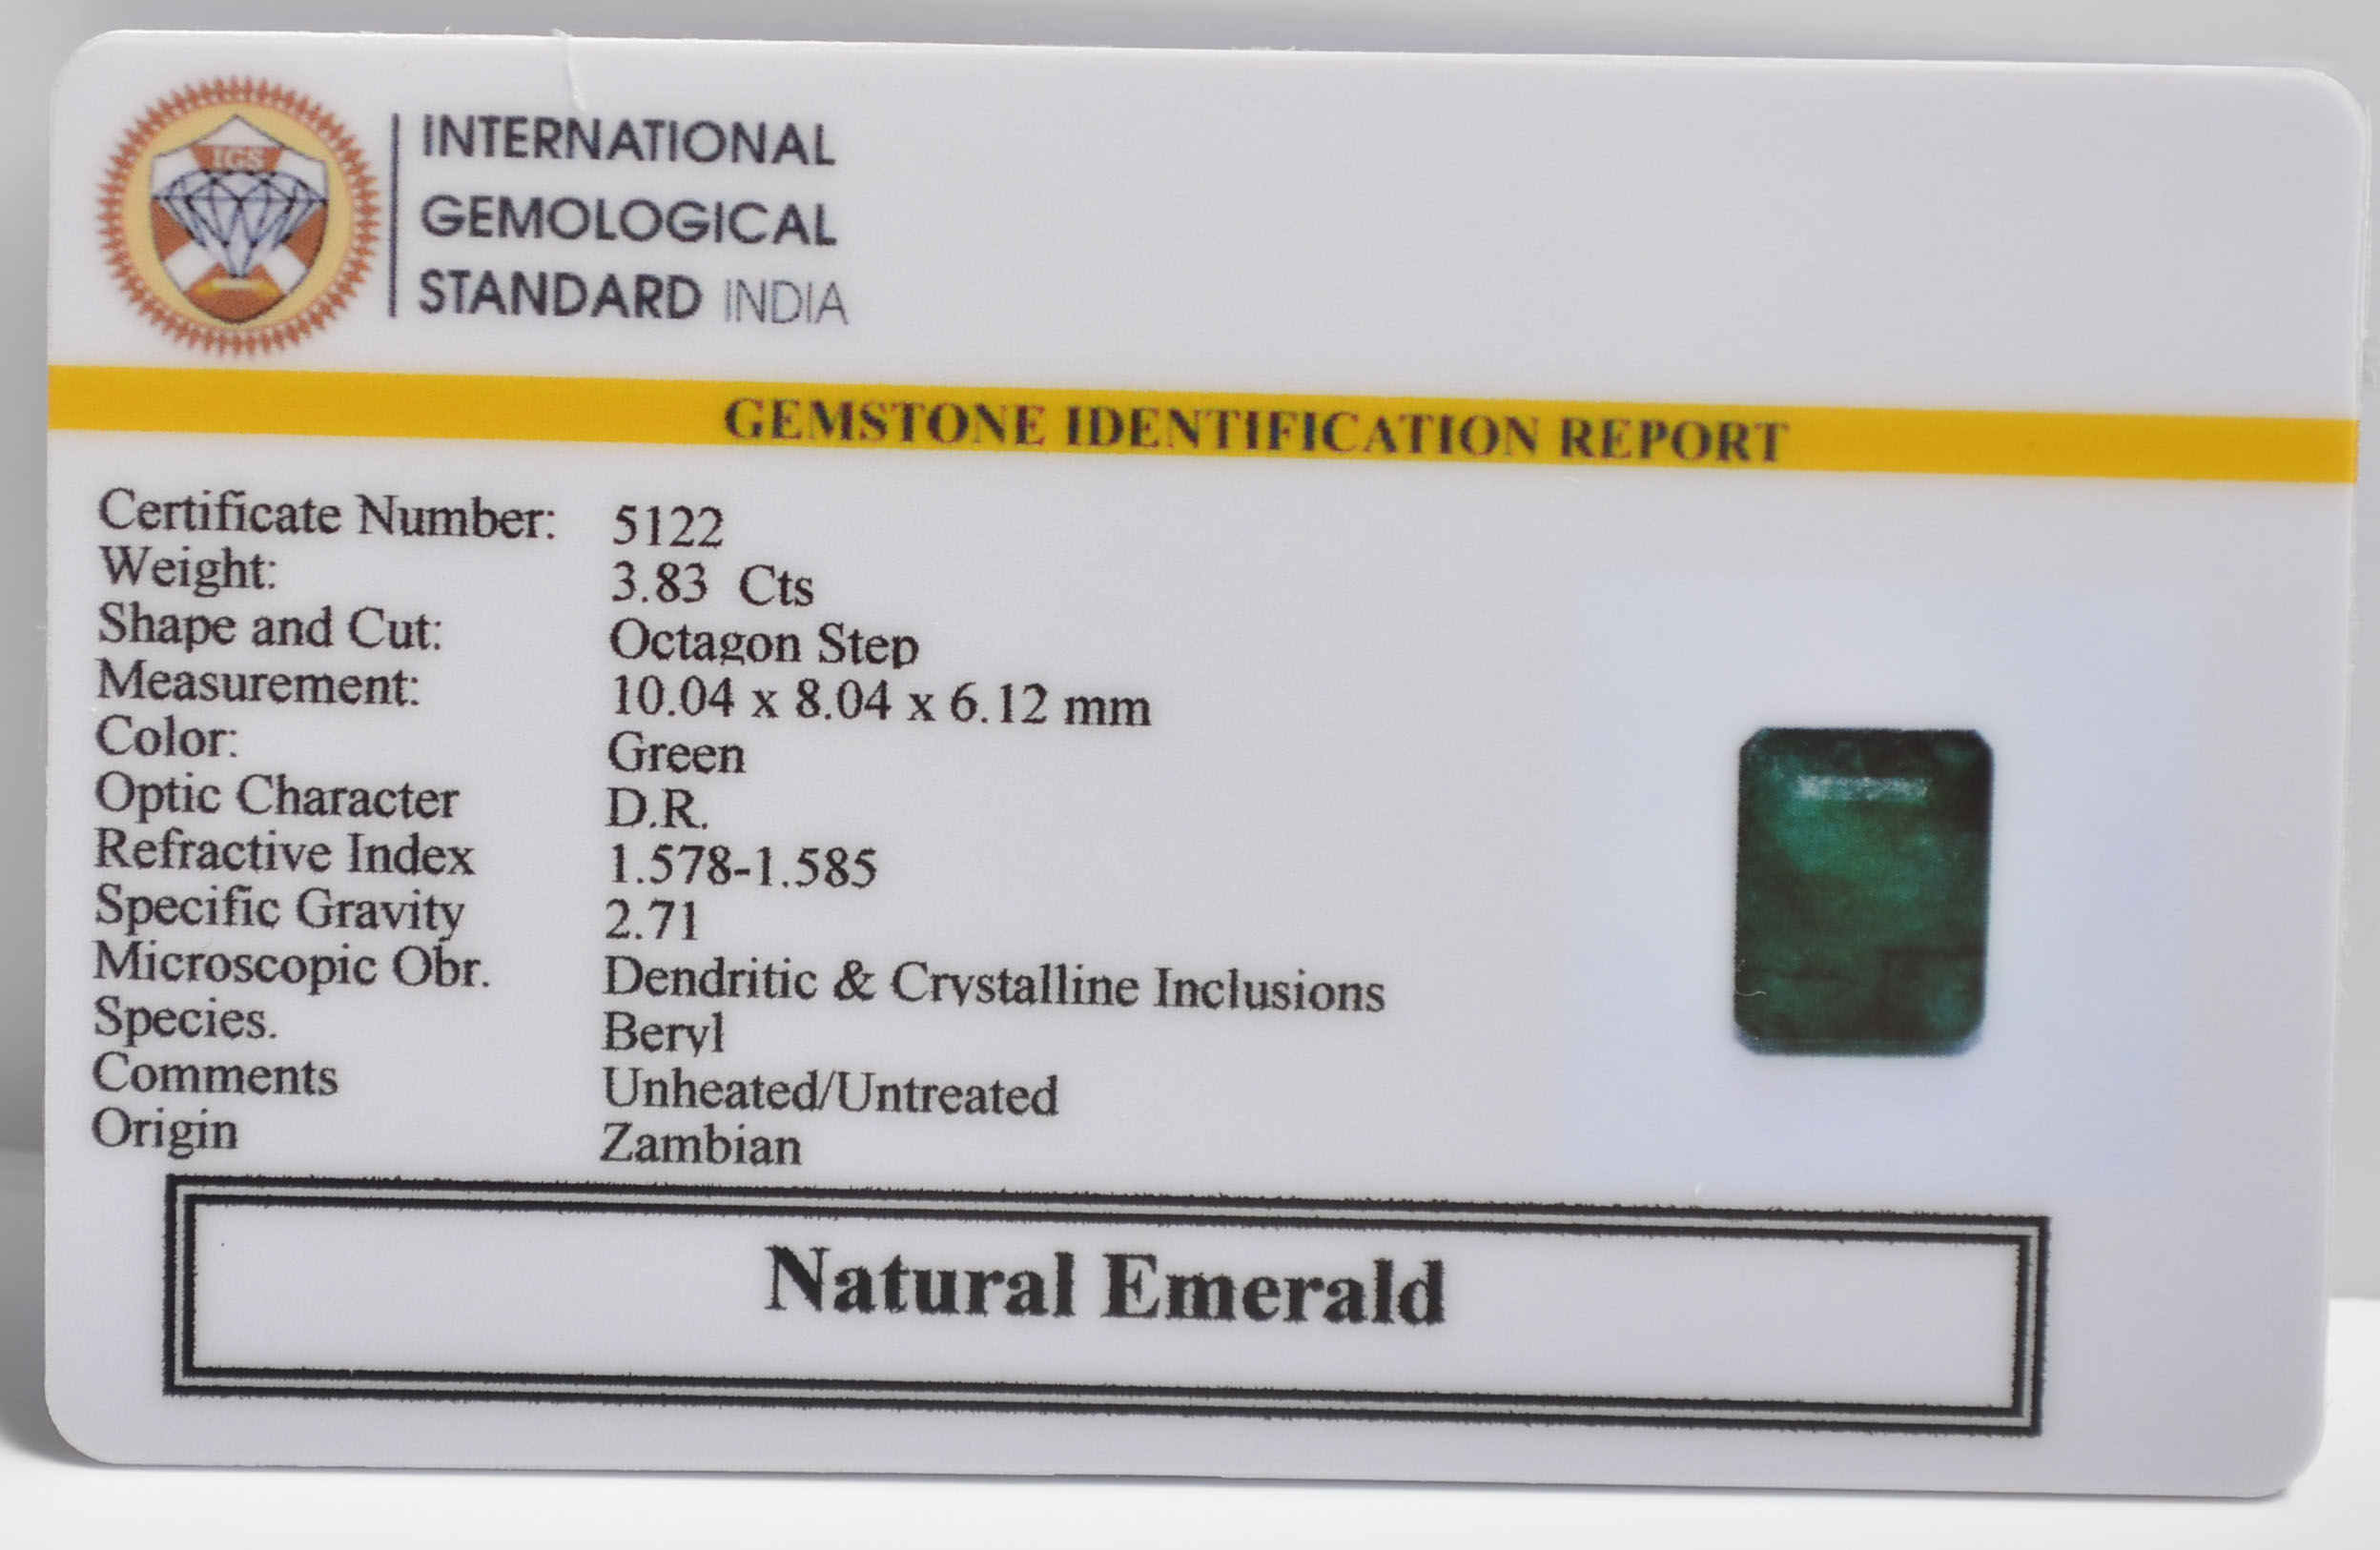 IGS
INTERNATIONAL
GEMOLOGICAL
STANDARD INDIA
GEMSTONE IDENTIFICATION REPORT
Certificate Number: 5122
Weight: 3.83 Cts
Shape and Cut: Octagon Step
Measurement: 10.04 x 8.04 x 6.12 mm
Color: Green
Optic Character D.R.
Refractive Index 1.578-1.585
Specific Gravity 2.71
Microscopic Obr. Dendritic & Crystalline Inclusions
Species. Beryl
Comments Unheated/Untreated
Origin Zambian
Natural Emerald